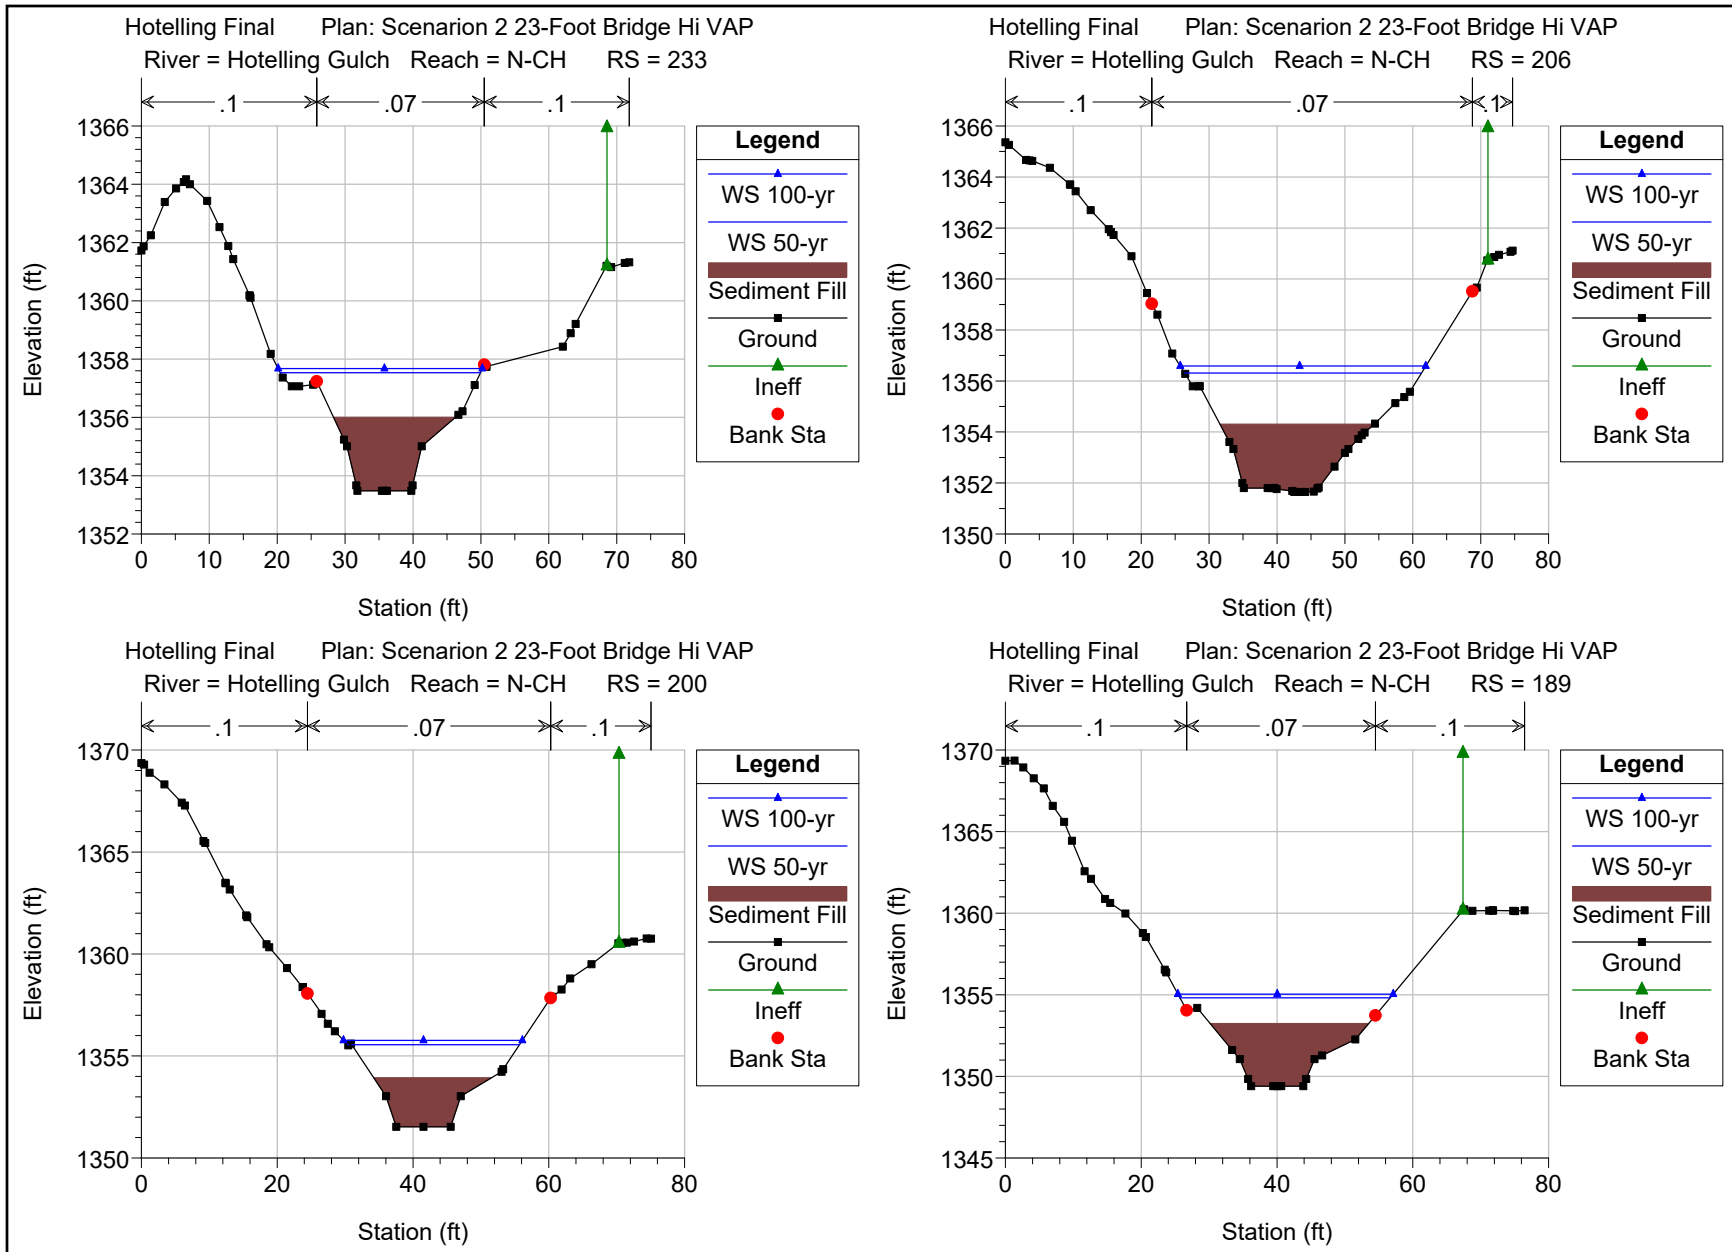 Hotelling Final Plan: Scenarion 2 23-Foot Bridge Hi VAP
River = Hotelling Gulch Reach = N-CH RS = 233
.1 .07 .1
1366
1364
1362
1360
1358
1356
1354
1352
Elevation (ft)
0 10 20 30 40 50 60 70 80
Station (ft)
Legend
WS 100-yr
WS 50-yr
Sediment Fill
Ground
Ineff
Bank Sta
Hotelling Final Plan: Scenarion 2 23-Foot Bridge Hi VAP
River = Hotelling Gulch Reach = N-CH RS = 206
.1 .07 .1
1366
1364
1362
1360
1358
1356
1354
1352
1350
Elevation (ft)
0 10 20 30 40 50 60 70 80
Station (ft)
Legend
WS 100-yr
WS 50-yr
Sediment Fill
Ground
Ineff
Bank Sta
Hotelling Final Plan: Scenarion 2 23-Foot Bridge Hi VAP
River = Hotelling Gulch Reach = N-CH RS = 200
.1 .07 .1
1370
1365
1360
1355
1350
Elevation (ft)
0 20 40 60 80
Station (ft)
Legend
WS 100-yr
WS 50-yr
Sediment Fill
Ground
Ineff
Bank Sta
Hotelling Final Plan: Scenarion 2 23-Foot Bridge Hi VAP
River = Hotelling Gulch Reach = N-CH RS = 189
.1 .07 .1
1370
1365
1360
1355
1350
1345
Elevation (ft)
0 20 40 60 80
Station (ft)
Legend
WS 100-yr
WS 50-yr
Sediment Fill
Ground
Ineff
Bank Sta